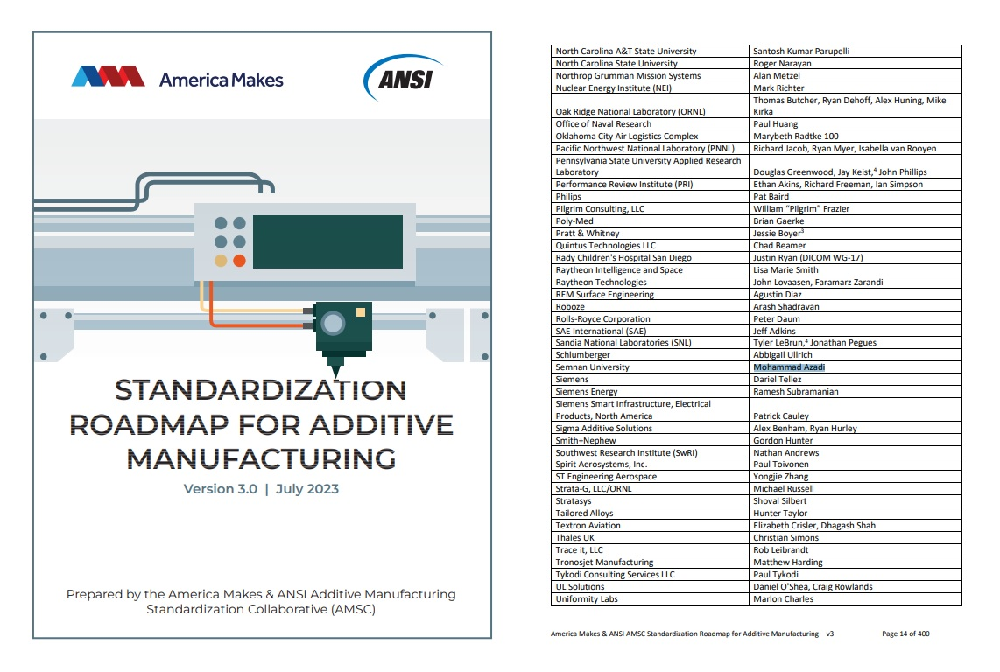 America Makes
ANSI
STANDARDIZATION
ROADMAP FOR ADDITIVE
MANUFACTURING
Version 3.0 | July 2023
Prepared by the America Makes & ANSI Additive Manufacturing
Standardization Collaborative (AMSC)
North Carolina A&T State University Santosh Kumar Parupelli
North Carolina State University Roger Narayan
Northrop Grumman Mission Systems Alan Metzel
Nuclear Energy Institute (NEI) Mark Richter
Thomas Butcher, Ryan Dehoff, Alex Huning, Mike
Oak Ridge National Laboratory (ORNL) Kirka
Office of Naval Research Paul Huang
Oklahoma City Air Logistics Complex Marybeth Radtke 100
Pacific Northwest National Laboratory (PNNL) Richard Jacob, Ryan Myer, Isabella van Rooyen
Pennsylvania State University Applied Research
Laboratory Douglas Greenwood, Jay Keist,⁴ John Phillips
Performance Review Institute (PRI) Ethan Akins, Richard Freeman, Ian Simpson
Philips Pat Baird
Pilgrim Consulting, LLC William “Pilgrim” Frazier
Poly-Med Brian Gaerke
Pratt & Whitney Jessie Boyer³
Quintus Technologies LLC Chad Beamer
Rady Children's Hospital San Diego Justin Ryan (DICOM WG-17)
Raytheon Intelligence and Space Lisa Marie Smith
Raytheon Technologies John Lovaasen, Faramarz Zarandi
REM Surface Engineering Agustin Diaz
Roboze Arash Shadravan
Rolls-Royce Corporation Peter Daum
SAE International (SAE) Jeff Adkins
Sandia National Laboratories (SNL) Tyler LeBrun,⁴ Jonathan Pegues
Schlumberger Abbigail Ullrich
Semnan University Mohammad Azadi
Siemens Dariel Tellez
Siemens Energy Ramesh Subramanian
Siemens Smart Infrastructure, Electrical
Products, North America Patrick Cauley
Sigma Additive Solutions Alex Benham, Ryan Hurley
Smith+Nephew Gordon Hunter
Southwest Research Institute (SwRI) Nathan Andrews
Spirit Aerosystems, Inc. Paul Toivonen
ST Engineering Aerospace Yongjie Zhang
Strata-G, LLC/ORNL Michael Russell
Stratasys Shoval Silbert
Tailored Alloys Hunter Taylor
Textron Aviation Elizabeth Crisler, Dhagash Shah
Thales UK Christian Simons
Trace it, LLC Rob Leibrandt
Tronosjet Manufacturing Matthew Harding
Tykodi Consulting Services LLC Paul Tykodi
UL Solutions Daniel O'Shea, Craig Rowlands
Uniformity Labs Marlon Charles
America Makes & ANSI AMSC Standardization Roadmap for Additive Manufacturing – v3 Page 14 of 400